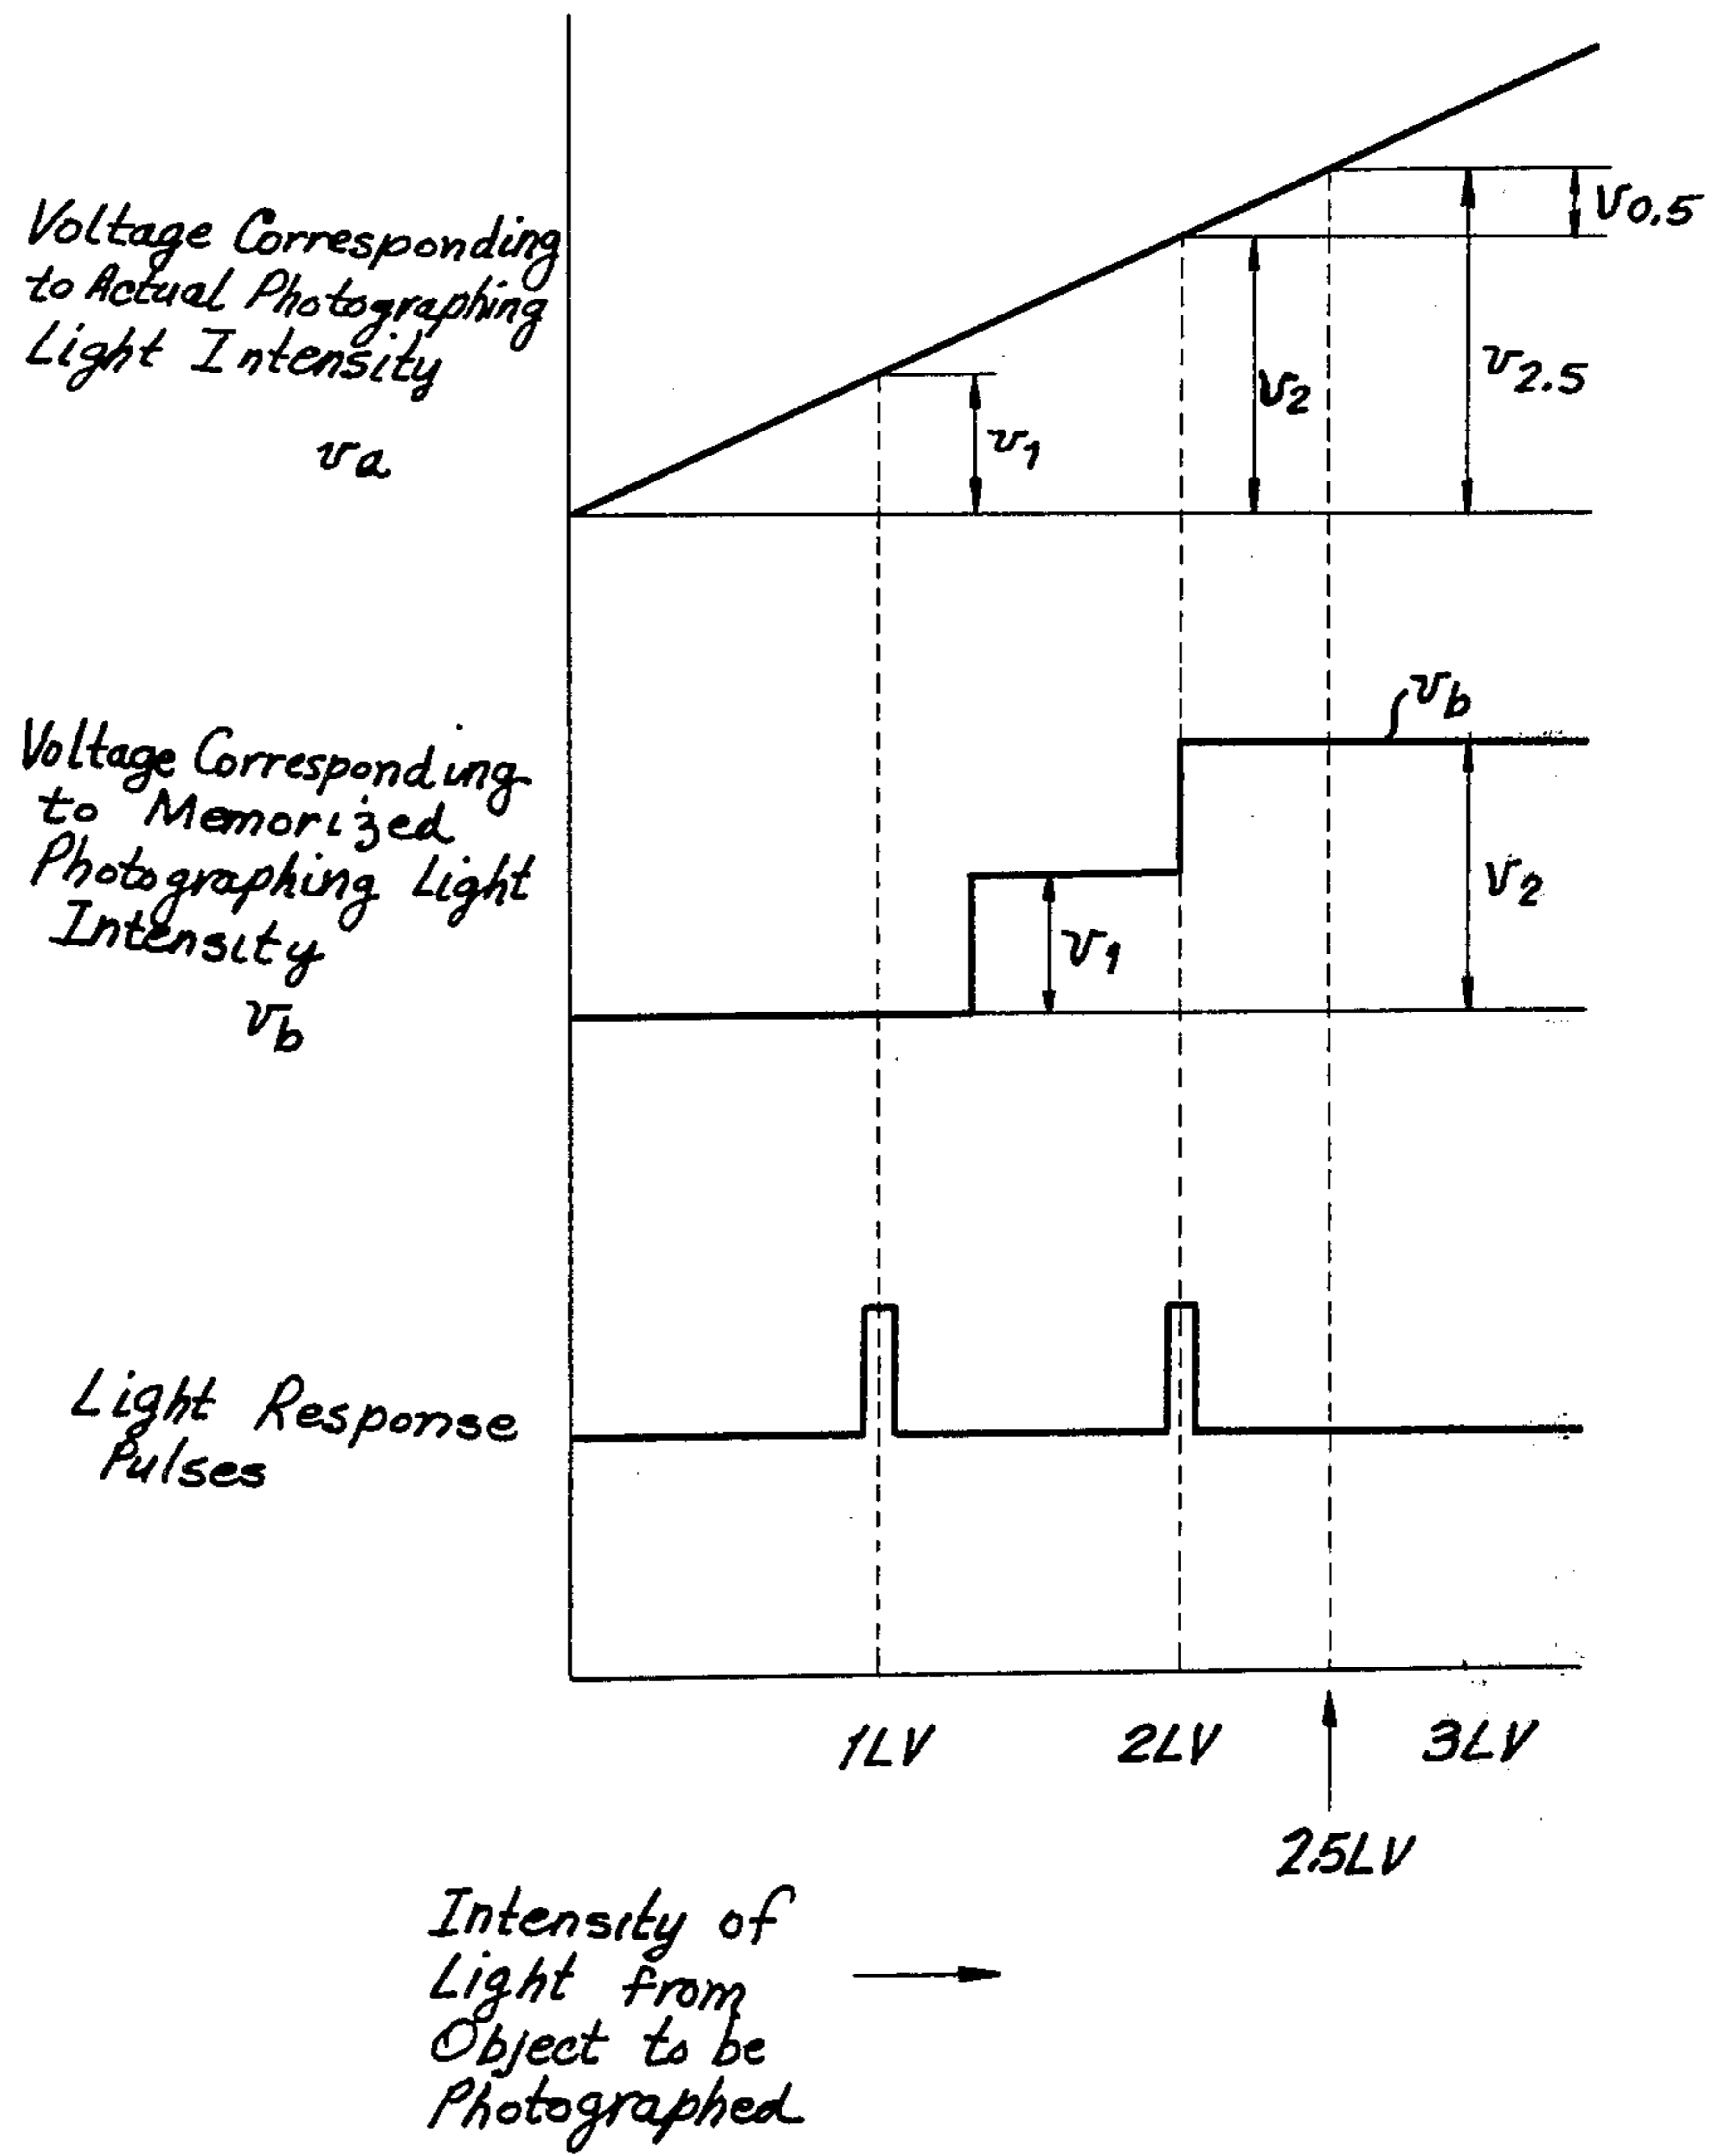 Voltage Corresponding
to Actual Photographing
Light Intensity
va
v1
V2
v2.5
V0.5
Voltage Corresponding
to Memorized
Photographing Light
Intensity
vb
v1
vb
V2
Light Response
Pulses
1LV
2LV
3LV
2.5LV
Intensity of
Light from
Object to be
Photographed